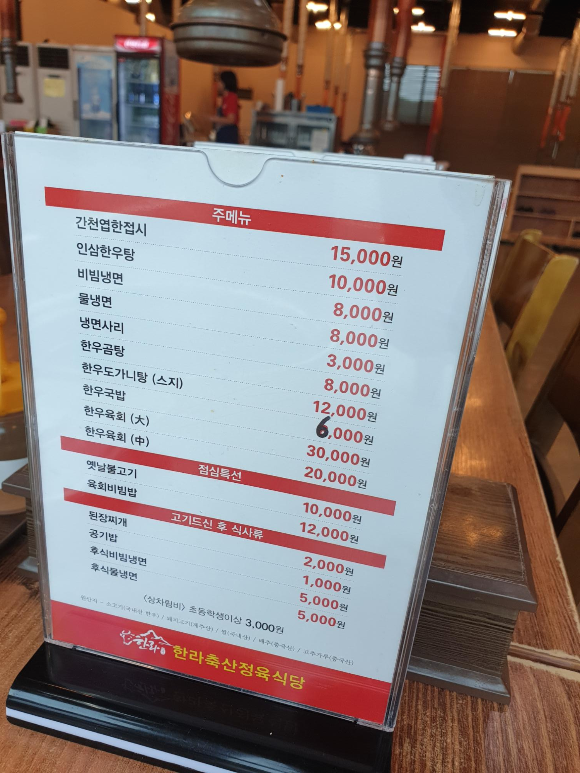 주메뉴
간천엽한접시 15,000원
인삼한우탕 10,000원
비빔냉면 8,000원
물냉면 8,000원
냉면사리 3,000원
한우곰탕 8,000원
한우도가니탕 (스지) 12,000원
한우국밥 6,000원
한우육회 (大) 30,000원
한우육회 (中) 20,000원
점심특선
옛날불고기 10,000원
육회비빔밥 12,000원
고기드신 후 식사류
된장찌개 2,000원
공기밥 1,000원
후식비빔냉면 5,000원
후식물냉면 5,000원
〈상차림비〉 초등학생이상 3,000원
한라축산정육식당